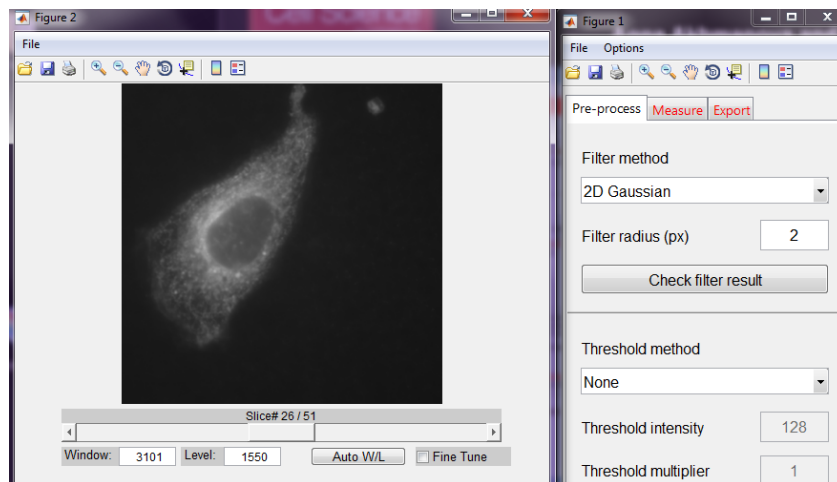 Figure 2
Cell Science
File
Slice# 26 / 51
Window:
3101
Level:
1550
Auto W/L
Fine Tune
Figure 1
File
Options
Pre-process
Measure
Export
Filter method
2D Gaussian
Filter radius (px)
2
Check filter result
Threshold method
None
Threshold intensity
128
Threshold multiplier
1